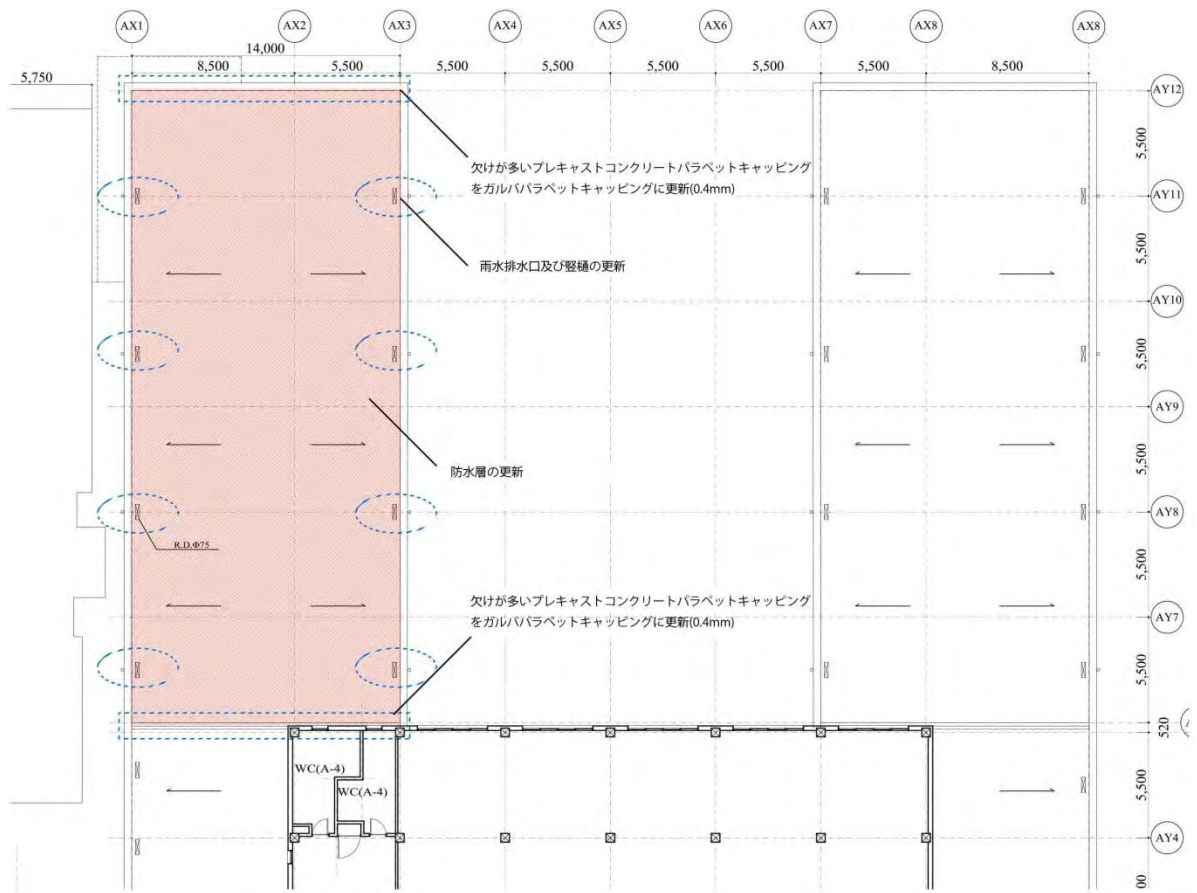 AX1
AX2
AX3
AX4
AX5
AX6
AX7
AX8
AX8
14,000
5,750
8,500
5,500
5,500
5,500
5,500
5,500
5,500
8,500
AY12
5,500
欠けが多いプレキャストコンクリートパラペットキャッピング
をガルバパラペットキャッピングに更新(0.4mm)
AY11
雨水排水口及び竪樋の更新
5,500
AY10
5,500
AY9
防水層の更新
5,500
AY8
R.D.Φ75
5,500
欠けが多いプレキャストコンクリートパラペットキャッピング
をガルバパラペットキャッピングに更新(0.4mm)
AY7
5,500
520
WC(A-4)
WC(A-4)
5,500
AY4
00